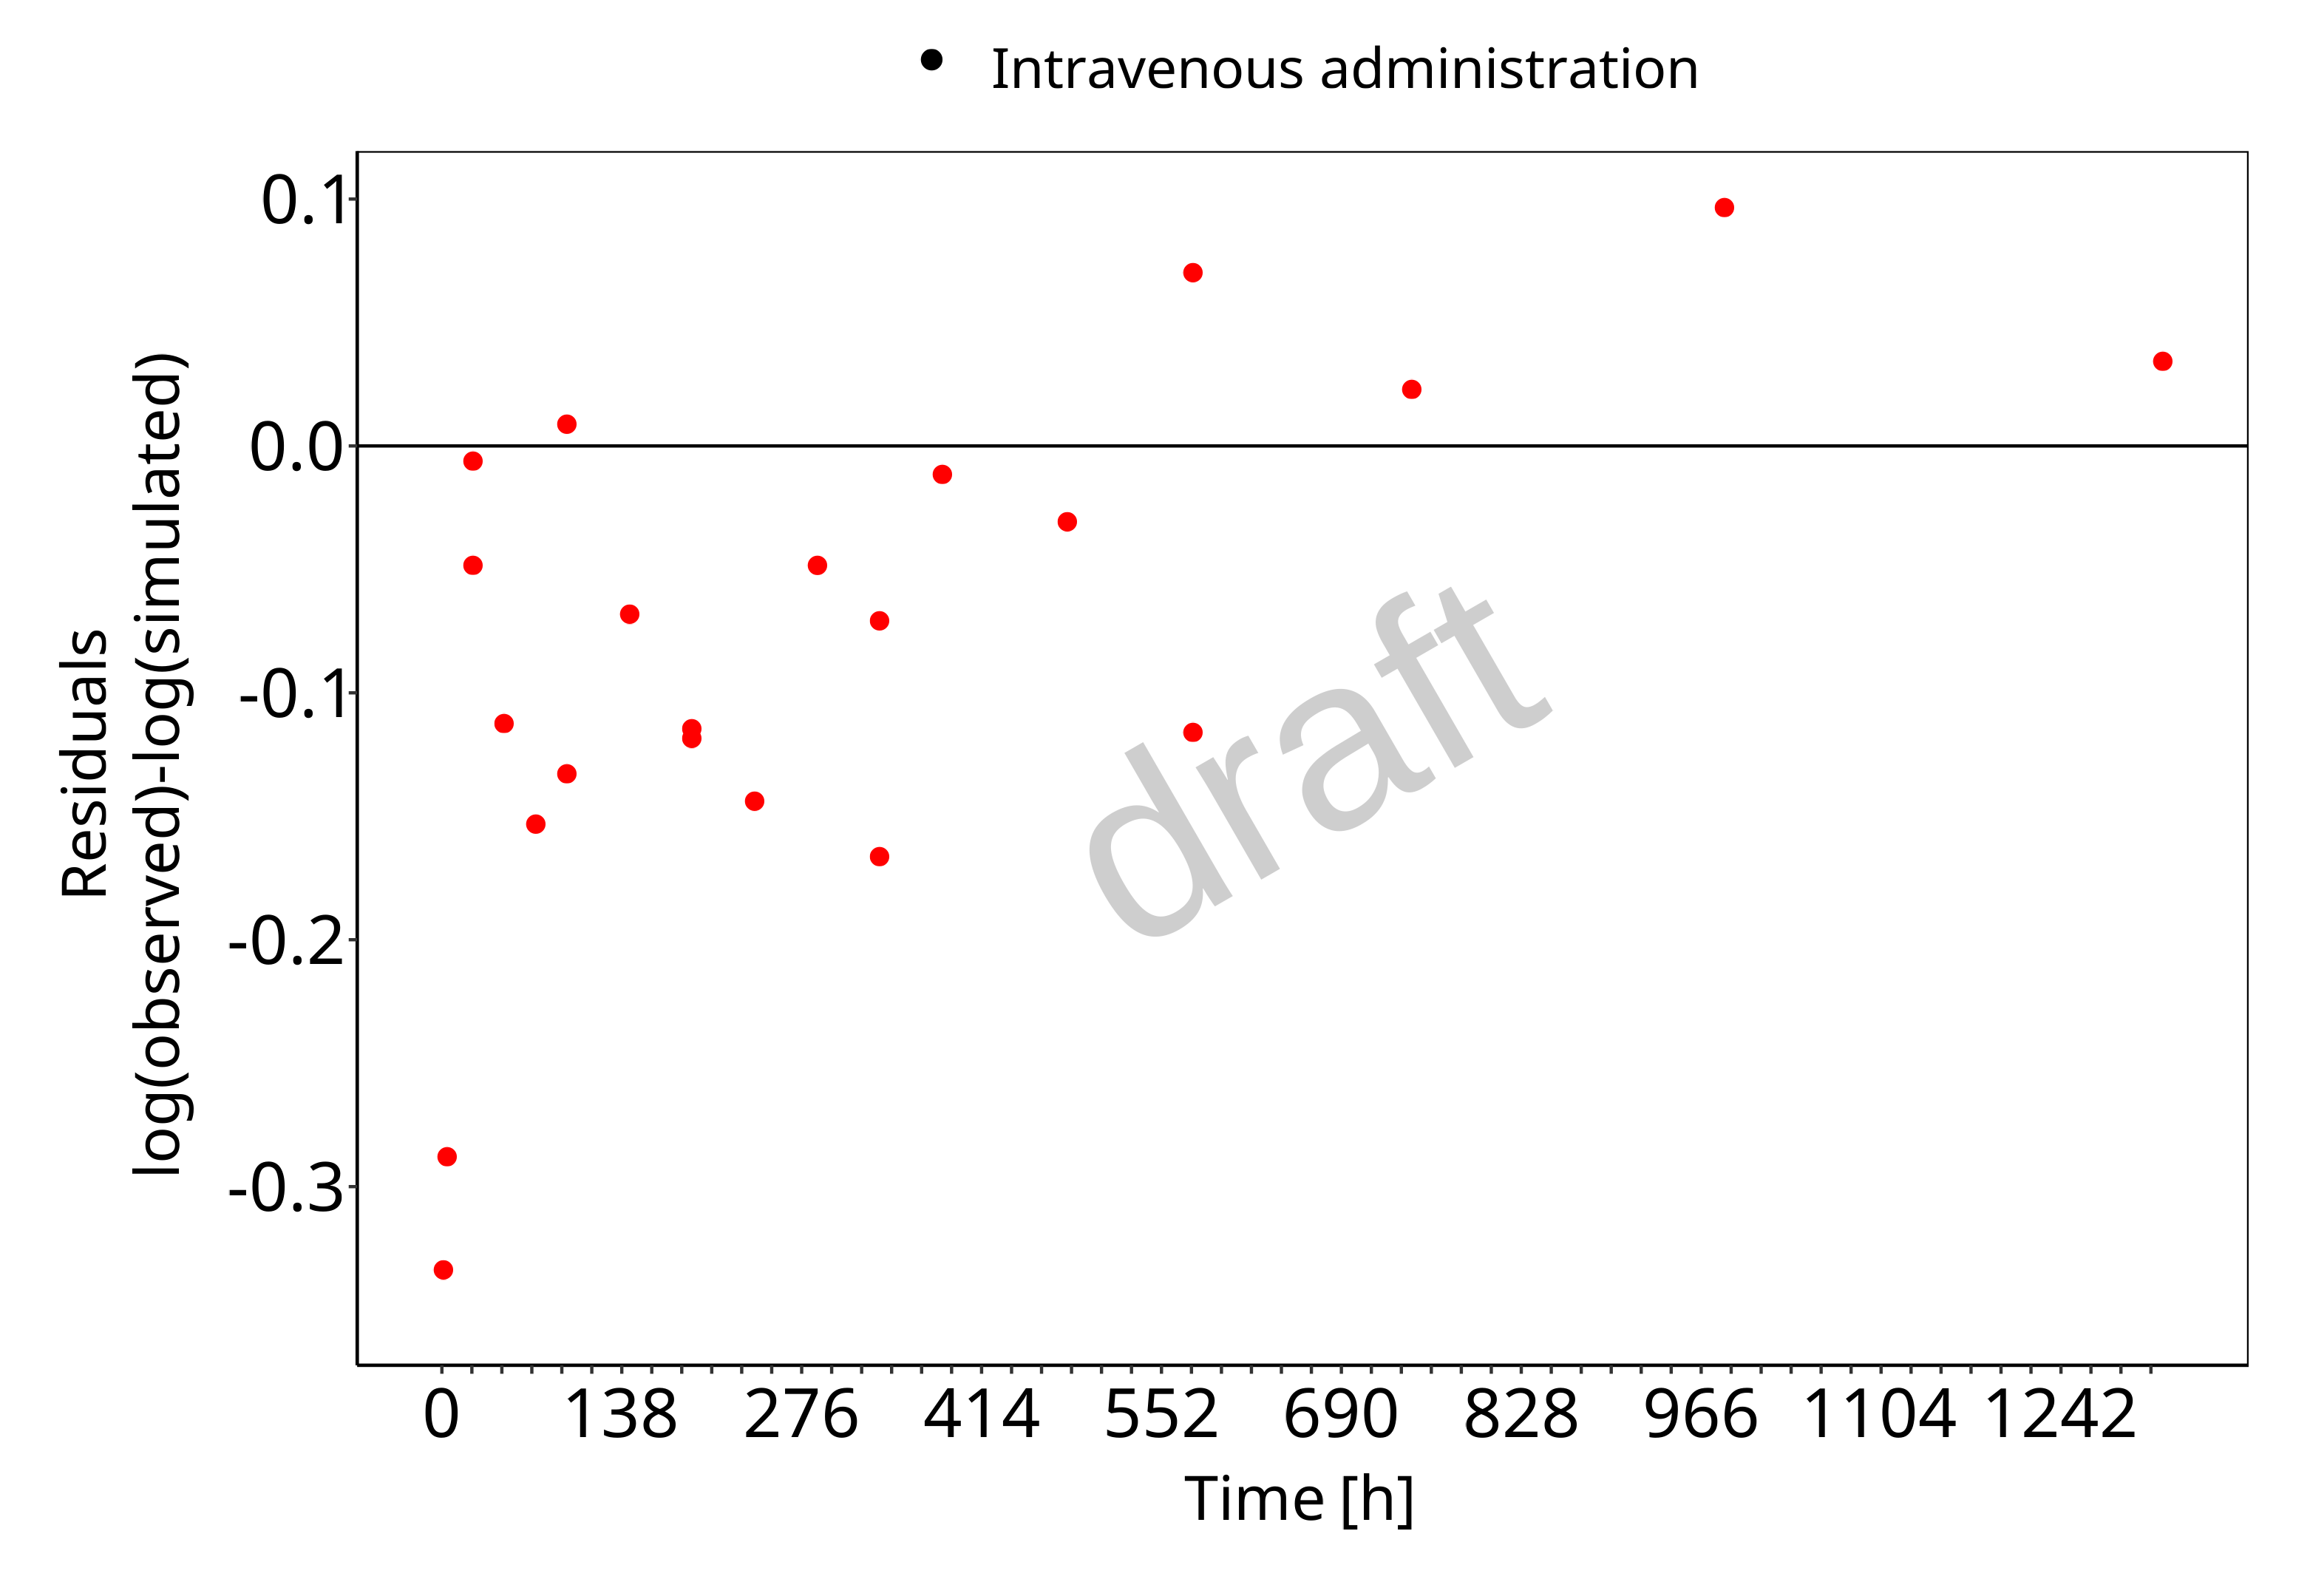 Intravenous administration
0.1
0.0
-0.1
-0.2
-0.3
Residuals
log(observed)-log(simulated)
draft
0 138 276 414 552 690 828 966 1104 1242
Time [h]